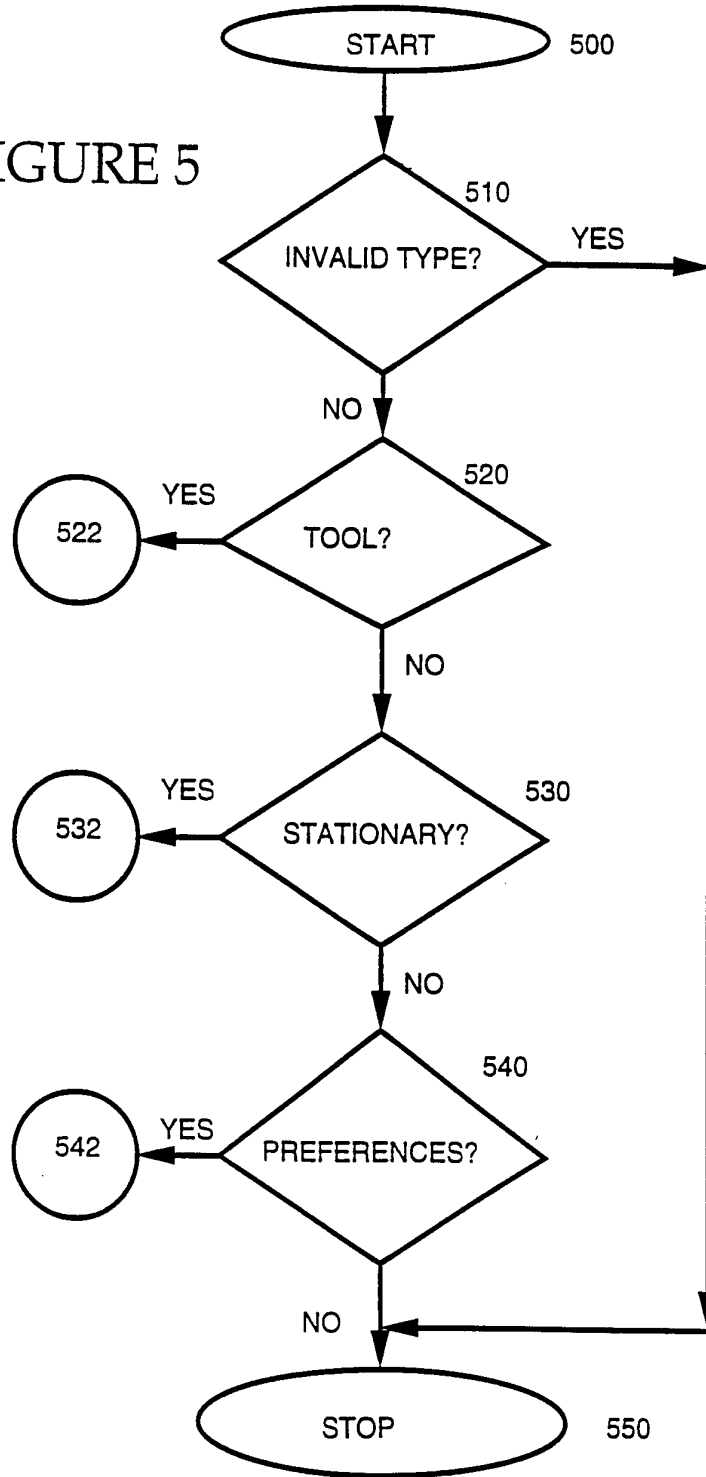 START 500
IGURE 5
510
INVALID TYPE? YES
NO
520
YES
522 TOOL?
NO
530
YES
532 STATIONARY?
NO
540
YES
542 PREFERENCES?
NO
STOP 550